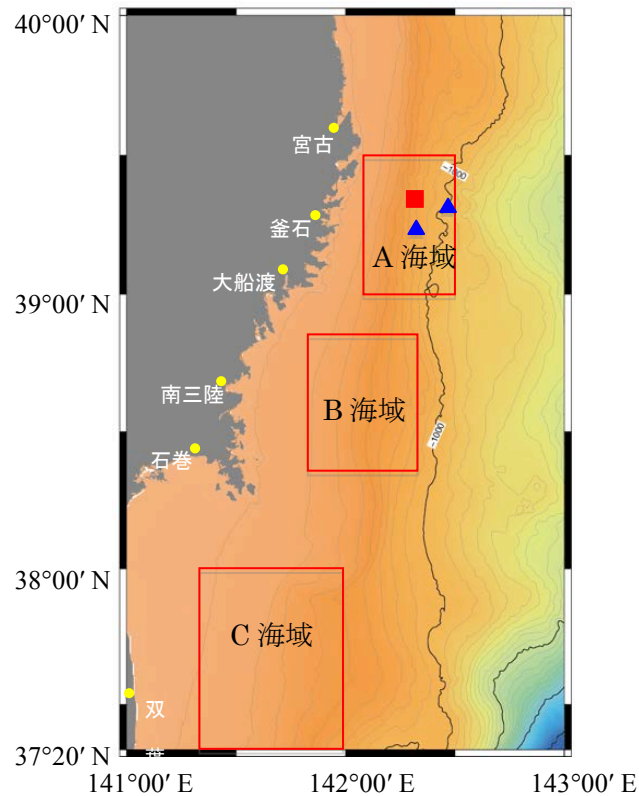 40°00′ N
宮古
-1000
釜石
A 海域
39°00′ N
大船渡
南三陸
B 海域
-1000
石巻
38°00′ N
C 海域
双
葉
37°20′ N
141°00′ E
142°00′ E
143°00′ E